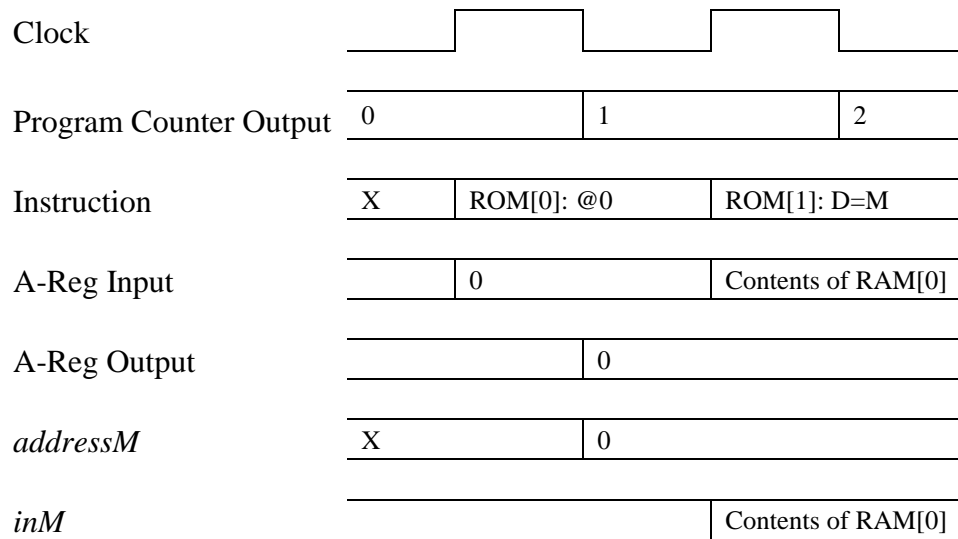 Clock
Program Counter Output 0 1 2
Instruction X ROM[0]: @0 ROM[1]: D=M
A-Reg Input 0 Contents of RAM[0]
A-Reg Output 0
addressM X 0
inM Contents of RAM[0]